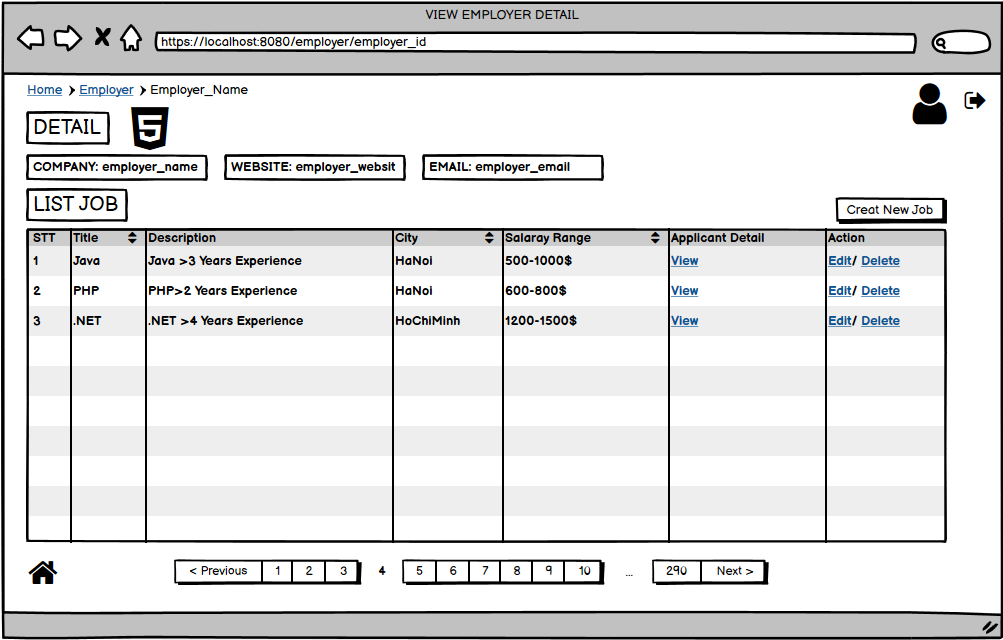 VIEW EMPLOYER DETAIL
https://localhost:8080/employer/employer_id
Home > Employer > Employer_Name
DETAIL 5
COMPANY: employer_name WEBSITE: employer_websit EMAIL: employer_email
LIST JOB
Creat New Job
STT Title Description City Salaray Range Applicant Detail Action
1 Java Java >3 Years Experience HaNoi 500-1000$ View Edit/ Delete
2 PHP PHP>2 Years Experience HaNoi 600-800$ View Edit/ Delete
3 .NET .NET >4 Years Experience HoChiMinh 1200-1500$ View Edit/ Delete
< Previous 1 2 3 4 5 6 7 8 9 10 ... 290 Next >